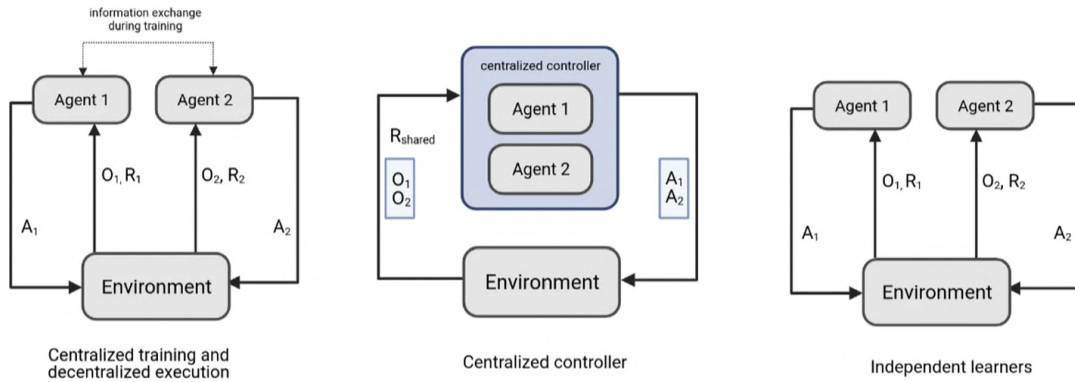 information exchange
during training
Agent 1
Agent 2
O₁, R₁
O₂, R₂
A₁
A₂
Environment
Centralized training and
decentralized execution
centralized controller
Agent 1
Agent 2
Rshared
O₁
O₂
A₁
A₂
Environment
Centralized controller
Agent 1
Agent 2
O₁, R₁
O₂, R₂
A₁
A₂
Environment
Independent learners